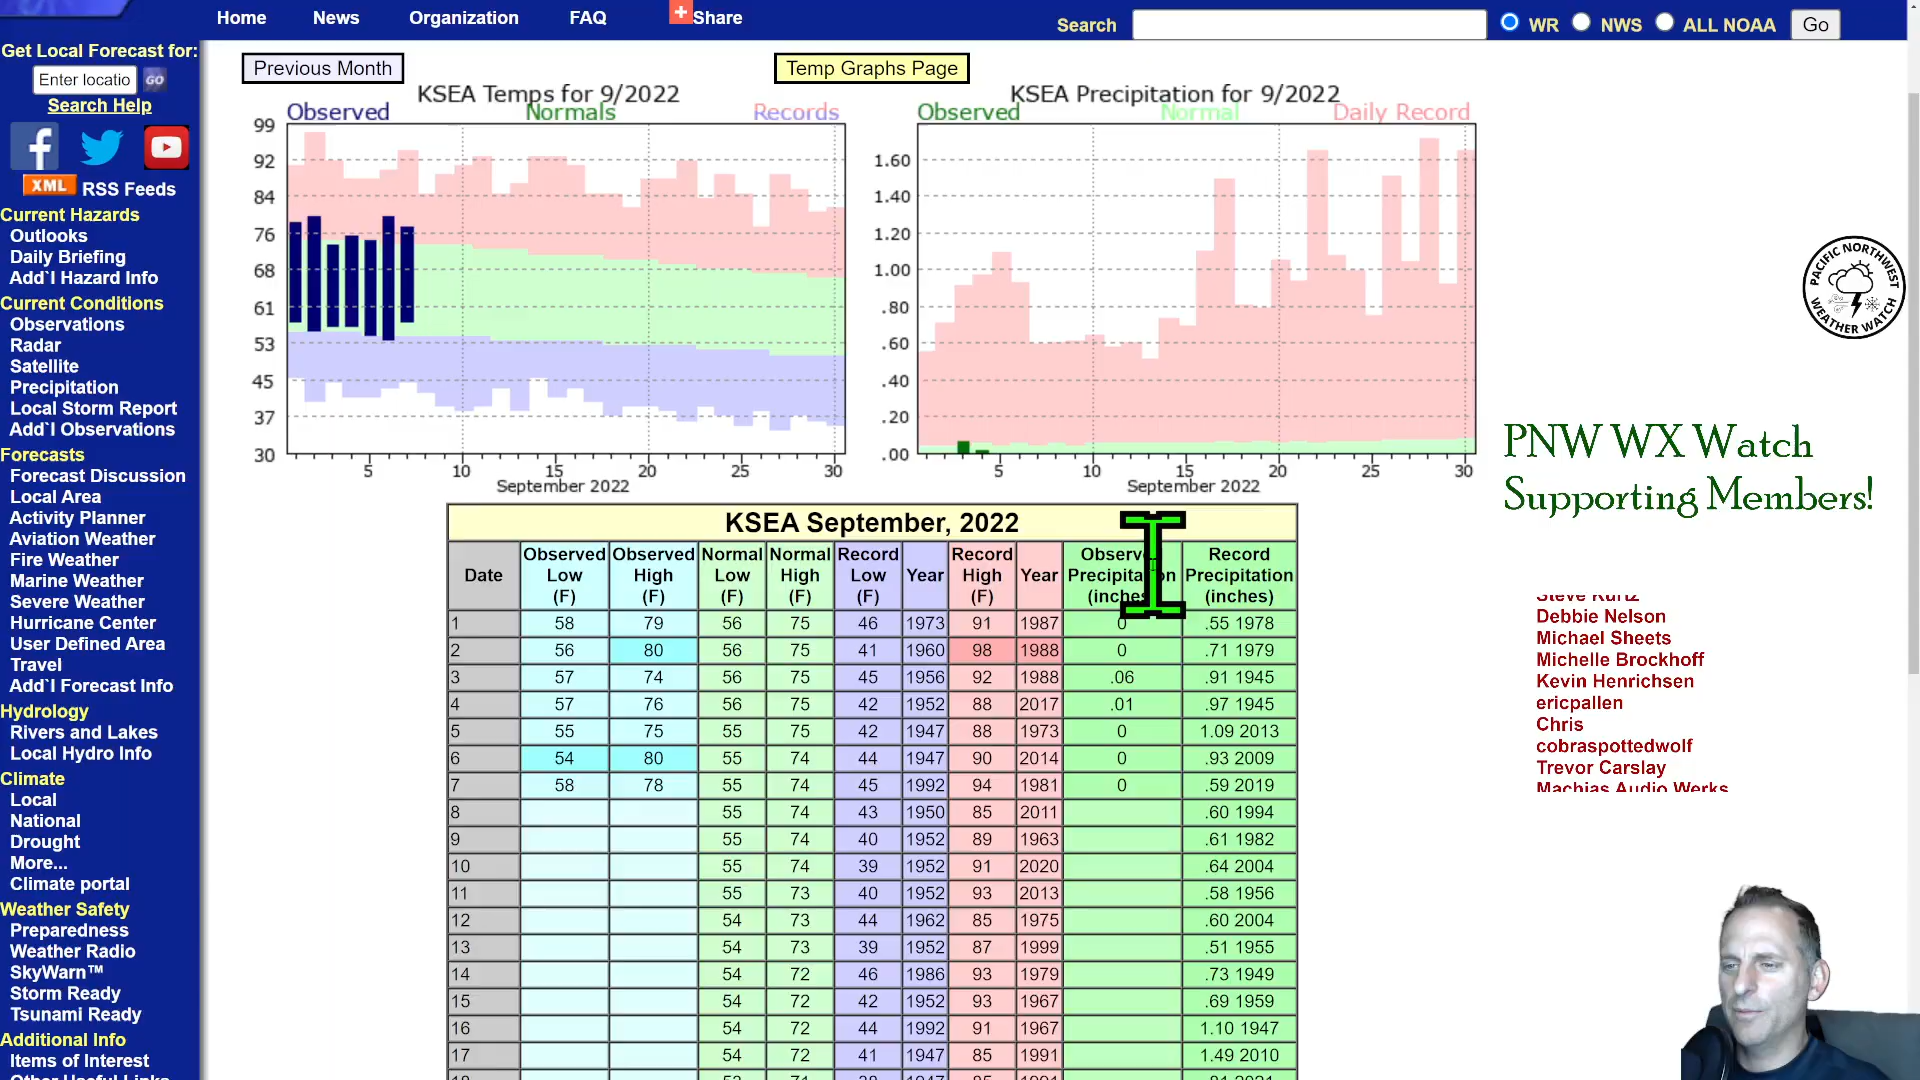 Home News Organization FAQ Share
Search WR NWS ALL NOAA Go
Get Local Forecast for:
Enter locatio GO
Search Help
XML RSS Feeds
Current Hazards
Outlooks
Daily Briefing
Add`l Hazard Info
Current Conditions
Observations
Radar
Satellite
Precipitation
Local Storm Report
Add`l Observations
Forecasts
Forecast Discussion
Local Area
Activity Planner
Aviation Weather
Fire Weather
Marine Weather
Severe Weather
Hurricane Center
User Defined Area
Travel
Add`l Forecast Info
Hydrology
Rivers and Lakes
Local Hydro Info
Climate
Local
National
Drought
More...
Climate portal
Weather Safety
Preparedness
Weather Radio
SkyWarn™
Storm Ready
Tsunami Ready
Additional Info
Items of Interest
Other Useful Links
Previous Month
Temp Graphs Page
KSEA Temps for 9/2022
Observed Normals Records
99
92
84
76
68
61
53
45
37
30
5 10 15 20 25 30
September 2022
KSEA Precipitation for 9/2022
Observed Normal Daily Record
1.60
1.40
1.20
1.00
.80
.60
.40
.20
.00
5 10 15 20 25 30
September 2022
KSEA September, 2022
Date Observed Low (F) Observed High (F) Normal Low (F) Normal High (F) Record Low (F) Year Record High (F) Year Observed Precipitation (inches) Record Precipitation (inches)
1 58 79 56 75 46 1973 91 1987 0 .55 1978
2 56 80 56 75 41 1960 98 1988 0 .71 1979
3 57 74 56 75 45 1956 92 1988 .06 .91 1945
4 57 76 56 75 42 1952 88 2017 .01 .97 1945
5 55 75 55 75 42 1947 88 1973 0 1.09 2013
6 54 80 55 74 44 1947 90 2014 0 .93 2009
7 58 78 55 74 45 1992 94 1981 0 .59 2019
8 55 74 43 1950 85 2011 .60 1994
9 55 74 40 1952 89 1963 .61 1982
10 55 74 39 1952 91 2020 .64 2004
11 55 73 40 1952 93 2013 .58 1956
12 54 73 44 1962 85 1975 .60 2004
13 54 73 39 1952 87 1999 .51 1955
14 54 72 46 1986 93 1979 .73 1949
15 54 72 42 1952 93 1967 .69 1959
16 54 72 44 1992 91 1967 1.10 1947
17 54 72 41 1947 85 1991 1.49 2010
PACIFIC NORTHWEST
WEATHER WATCH
PNW WX Watch
Supporting Members!
Steve Kurtz
Debbie Nelson
Michael Sheets
Michelle Brockhoff
Kevin Henrichsen
ericpallen
Chris
cobraspottedwolf
Trevor Carslay
Machias Audio Werks